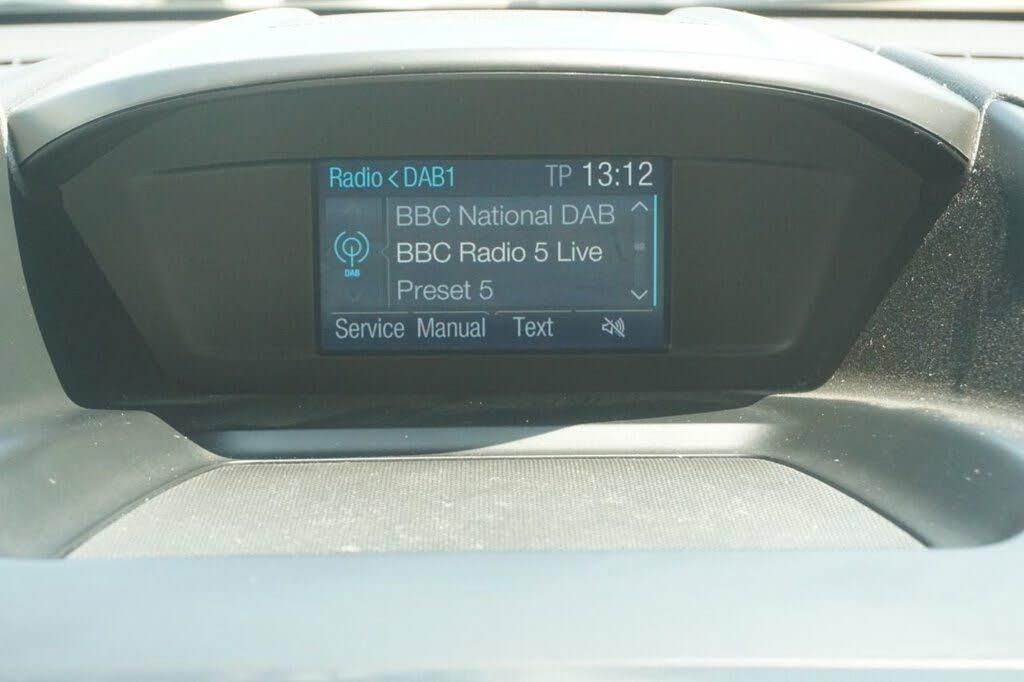 Radio < DAB1 TP 13:12
BBC National DAB
DAB
BBC Radio 5 Live
Preset 5
Service Manual Text